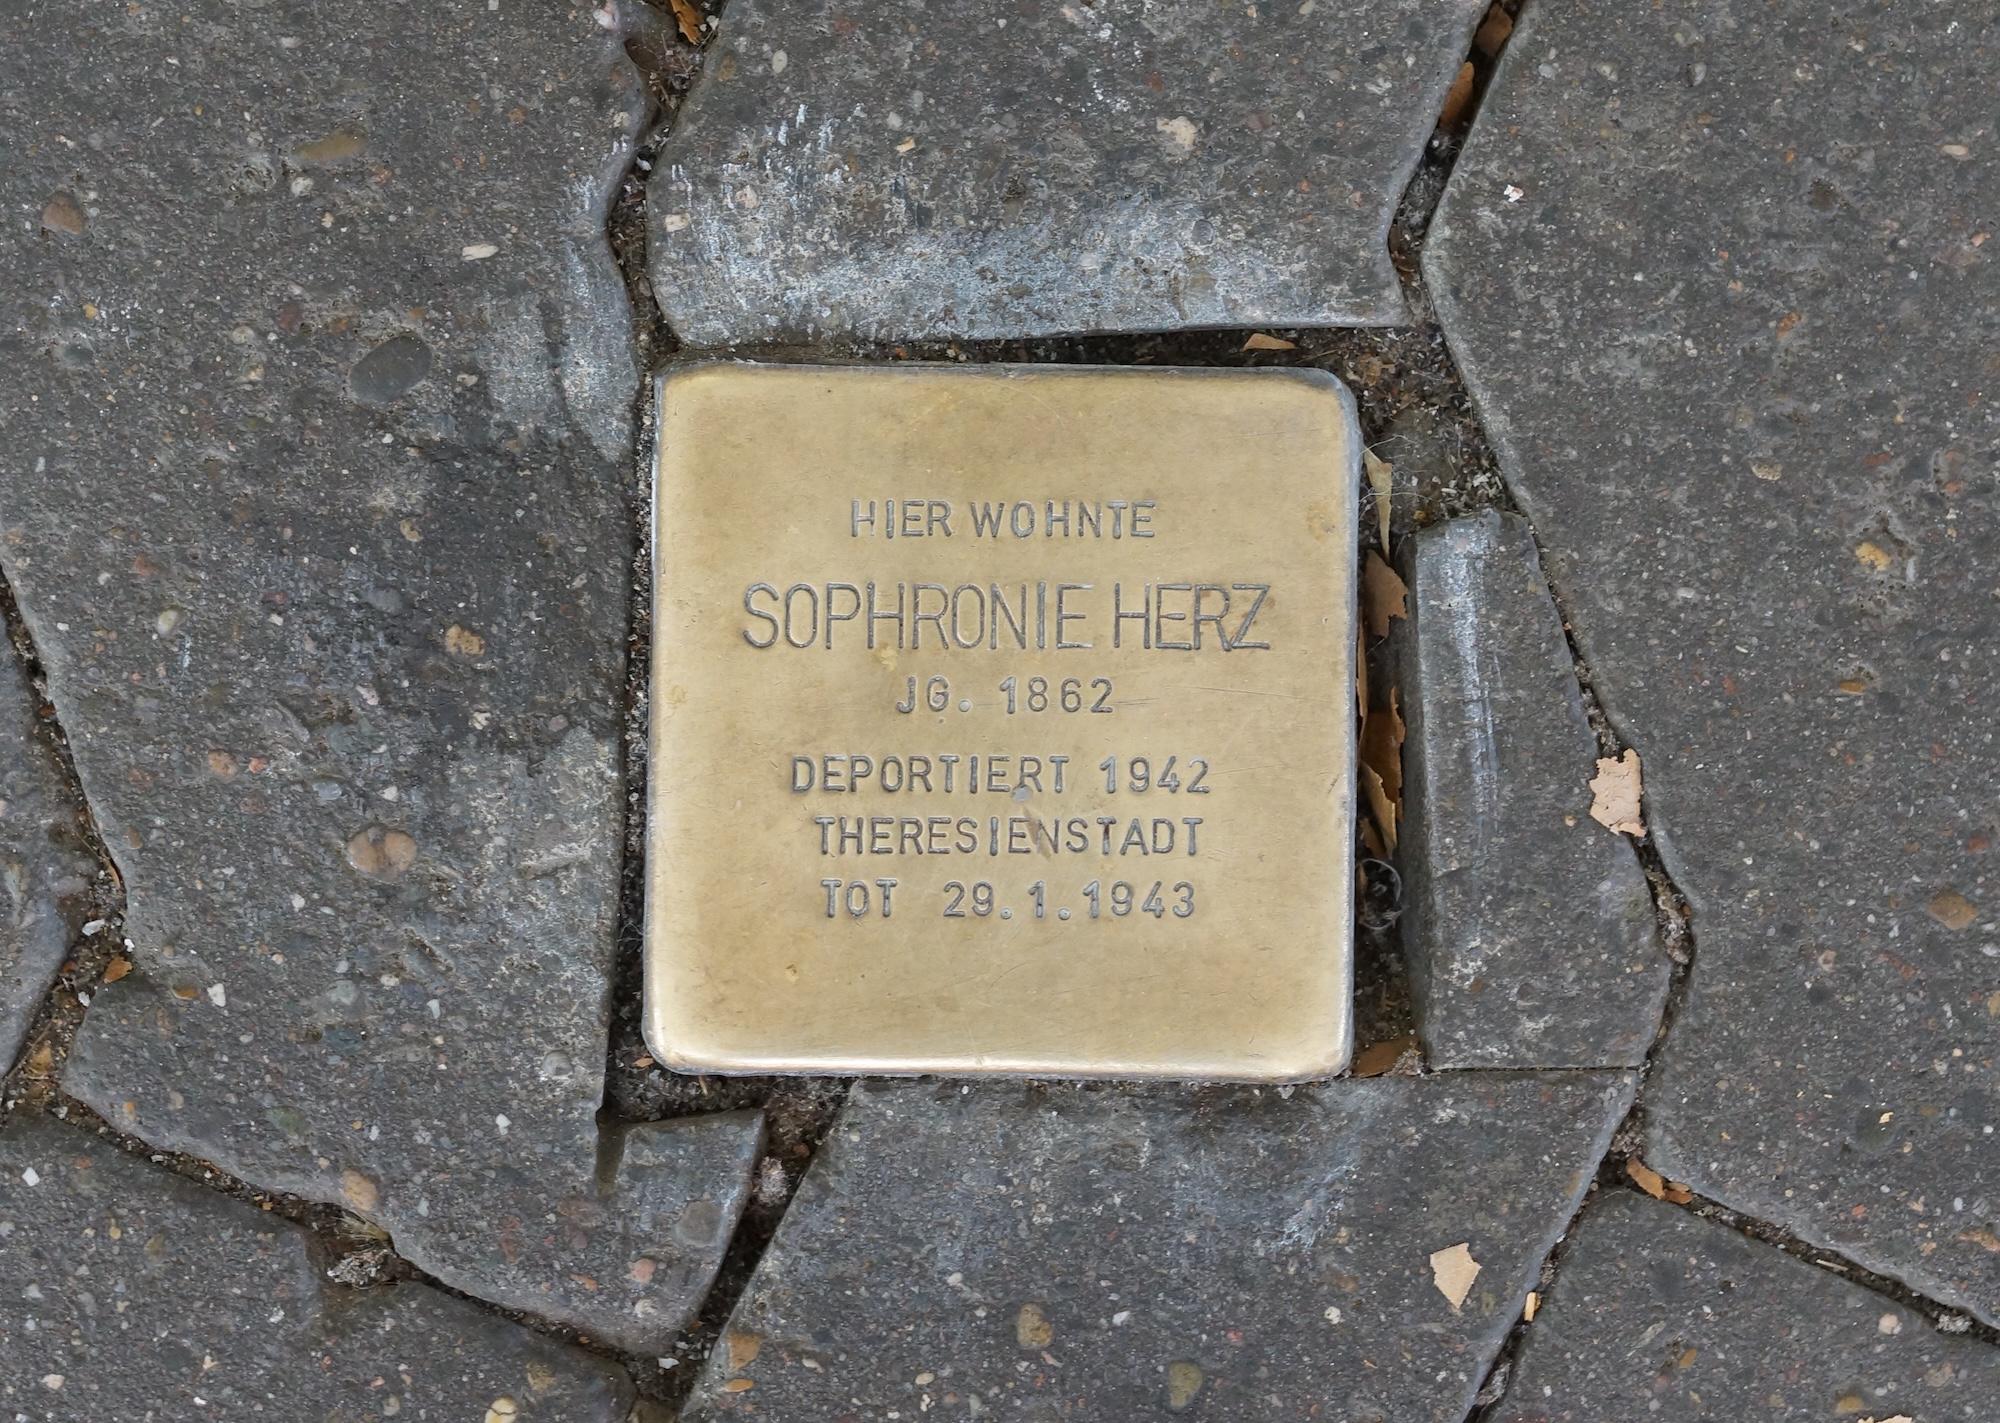 HIER WOHNTE
SOPHRONIE HERZ
JG. 1862
DEPORTIERT 1942
THERESIENSTADT
TOT 29.1.1943